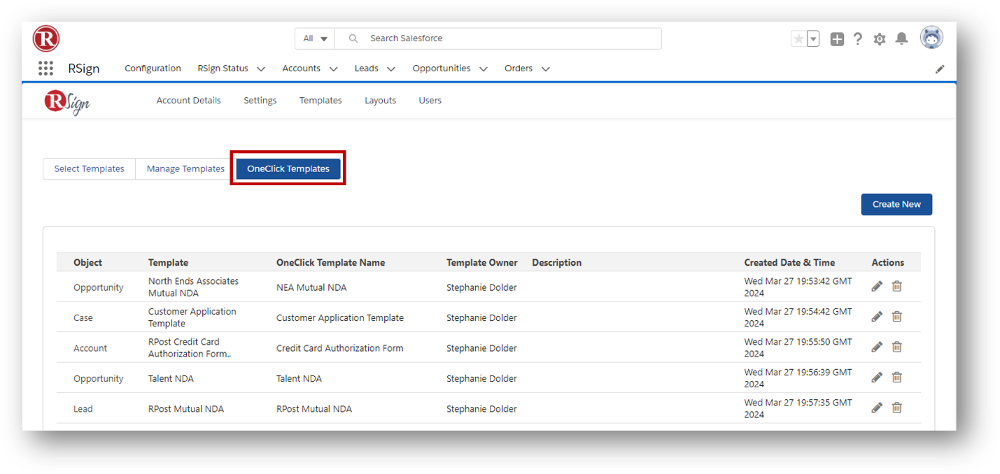 R
All
Search Salesforce
RSign Configuration RSign Status Accounts Leads Opportunities Orders
RSign Account Details Settings Templates Layouts Users
Select Templates Manage Templates OneClick Templates
Create New
Object Template OneClick Template Name Template Owner Description Created Date & Time Actions
Opportunity North Ends Associates Mutual NDA NEA Mutual NDA Stephanie Dolder Wed Mar 27 19:53:42 GMT 2024
Case Customer Application Template Customer Application Template Stephanie Dolder Wed Mar 27 19:54:42 GMT 2024
Account RPost Credit Card Authorization Form.. Credit Card Authorization Form Stephanie Dolder Wed Mar 27 19:55:50 GMT 2024
Opportunity Talent NDA Talent NDA Stephanie Dolder Wed Mar 27 19:56:39 GMT 2024
Lead RPost Mutual NDA RPost Mutual NDA Stephanie Dolder Wed Mar 27 19:57:35 GMT 2024